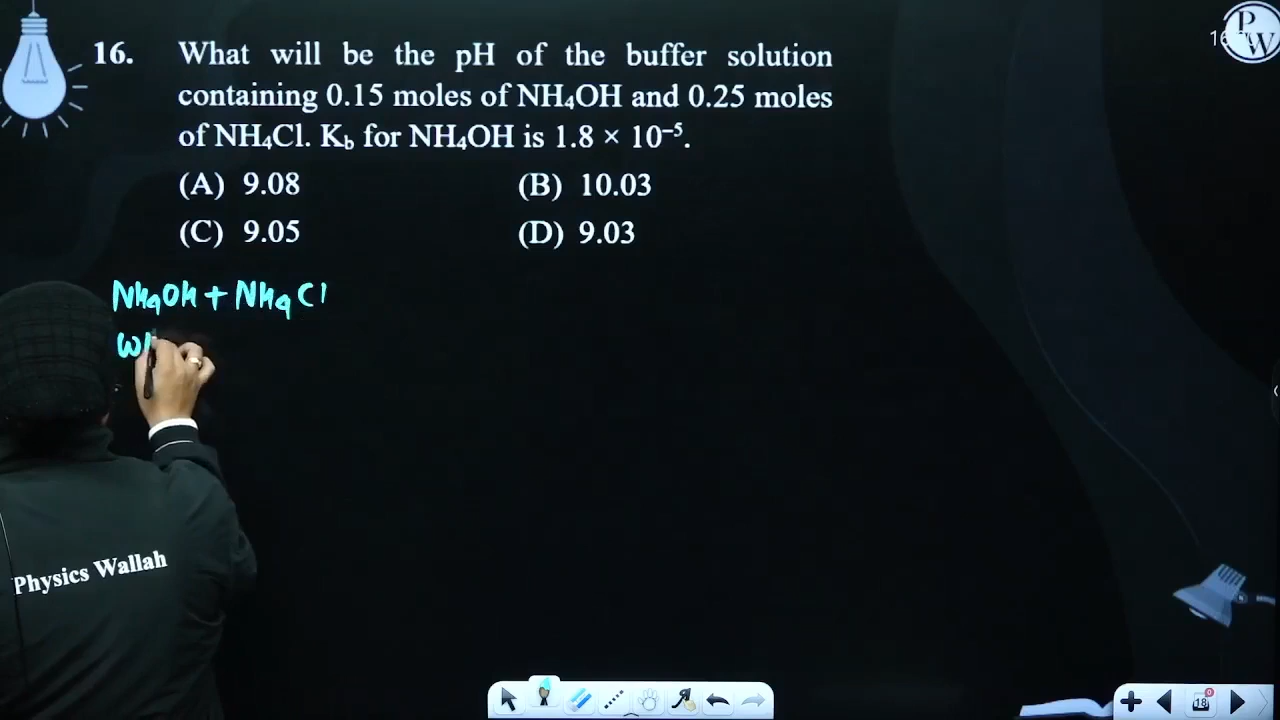 16. What will be the pH of the buffer solution
containing 0.15 moles of NH₄OH and 0.25 moles
of NH₄Cl. K_b for NH₄OH is 1.8 × 10⁻⁵.
(A) 9.08 (B) 10.03
(C) 9.05 (D) 9.03
Nh₄Oh + Nh₄Cl
Physics Wallah
P
W
18